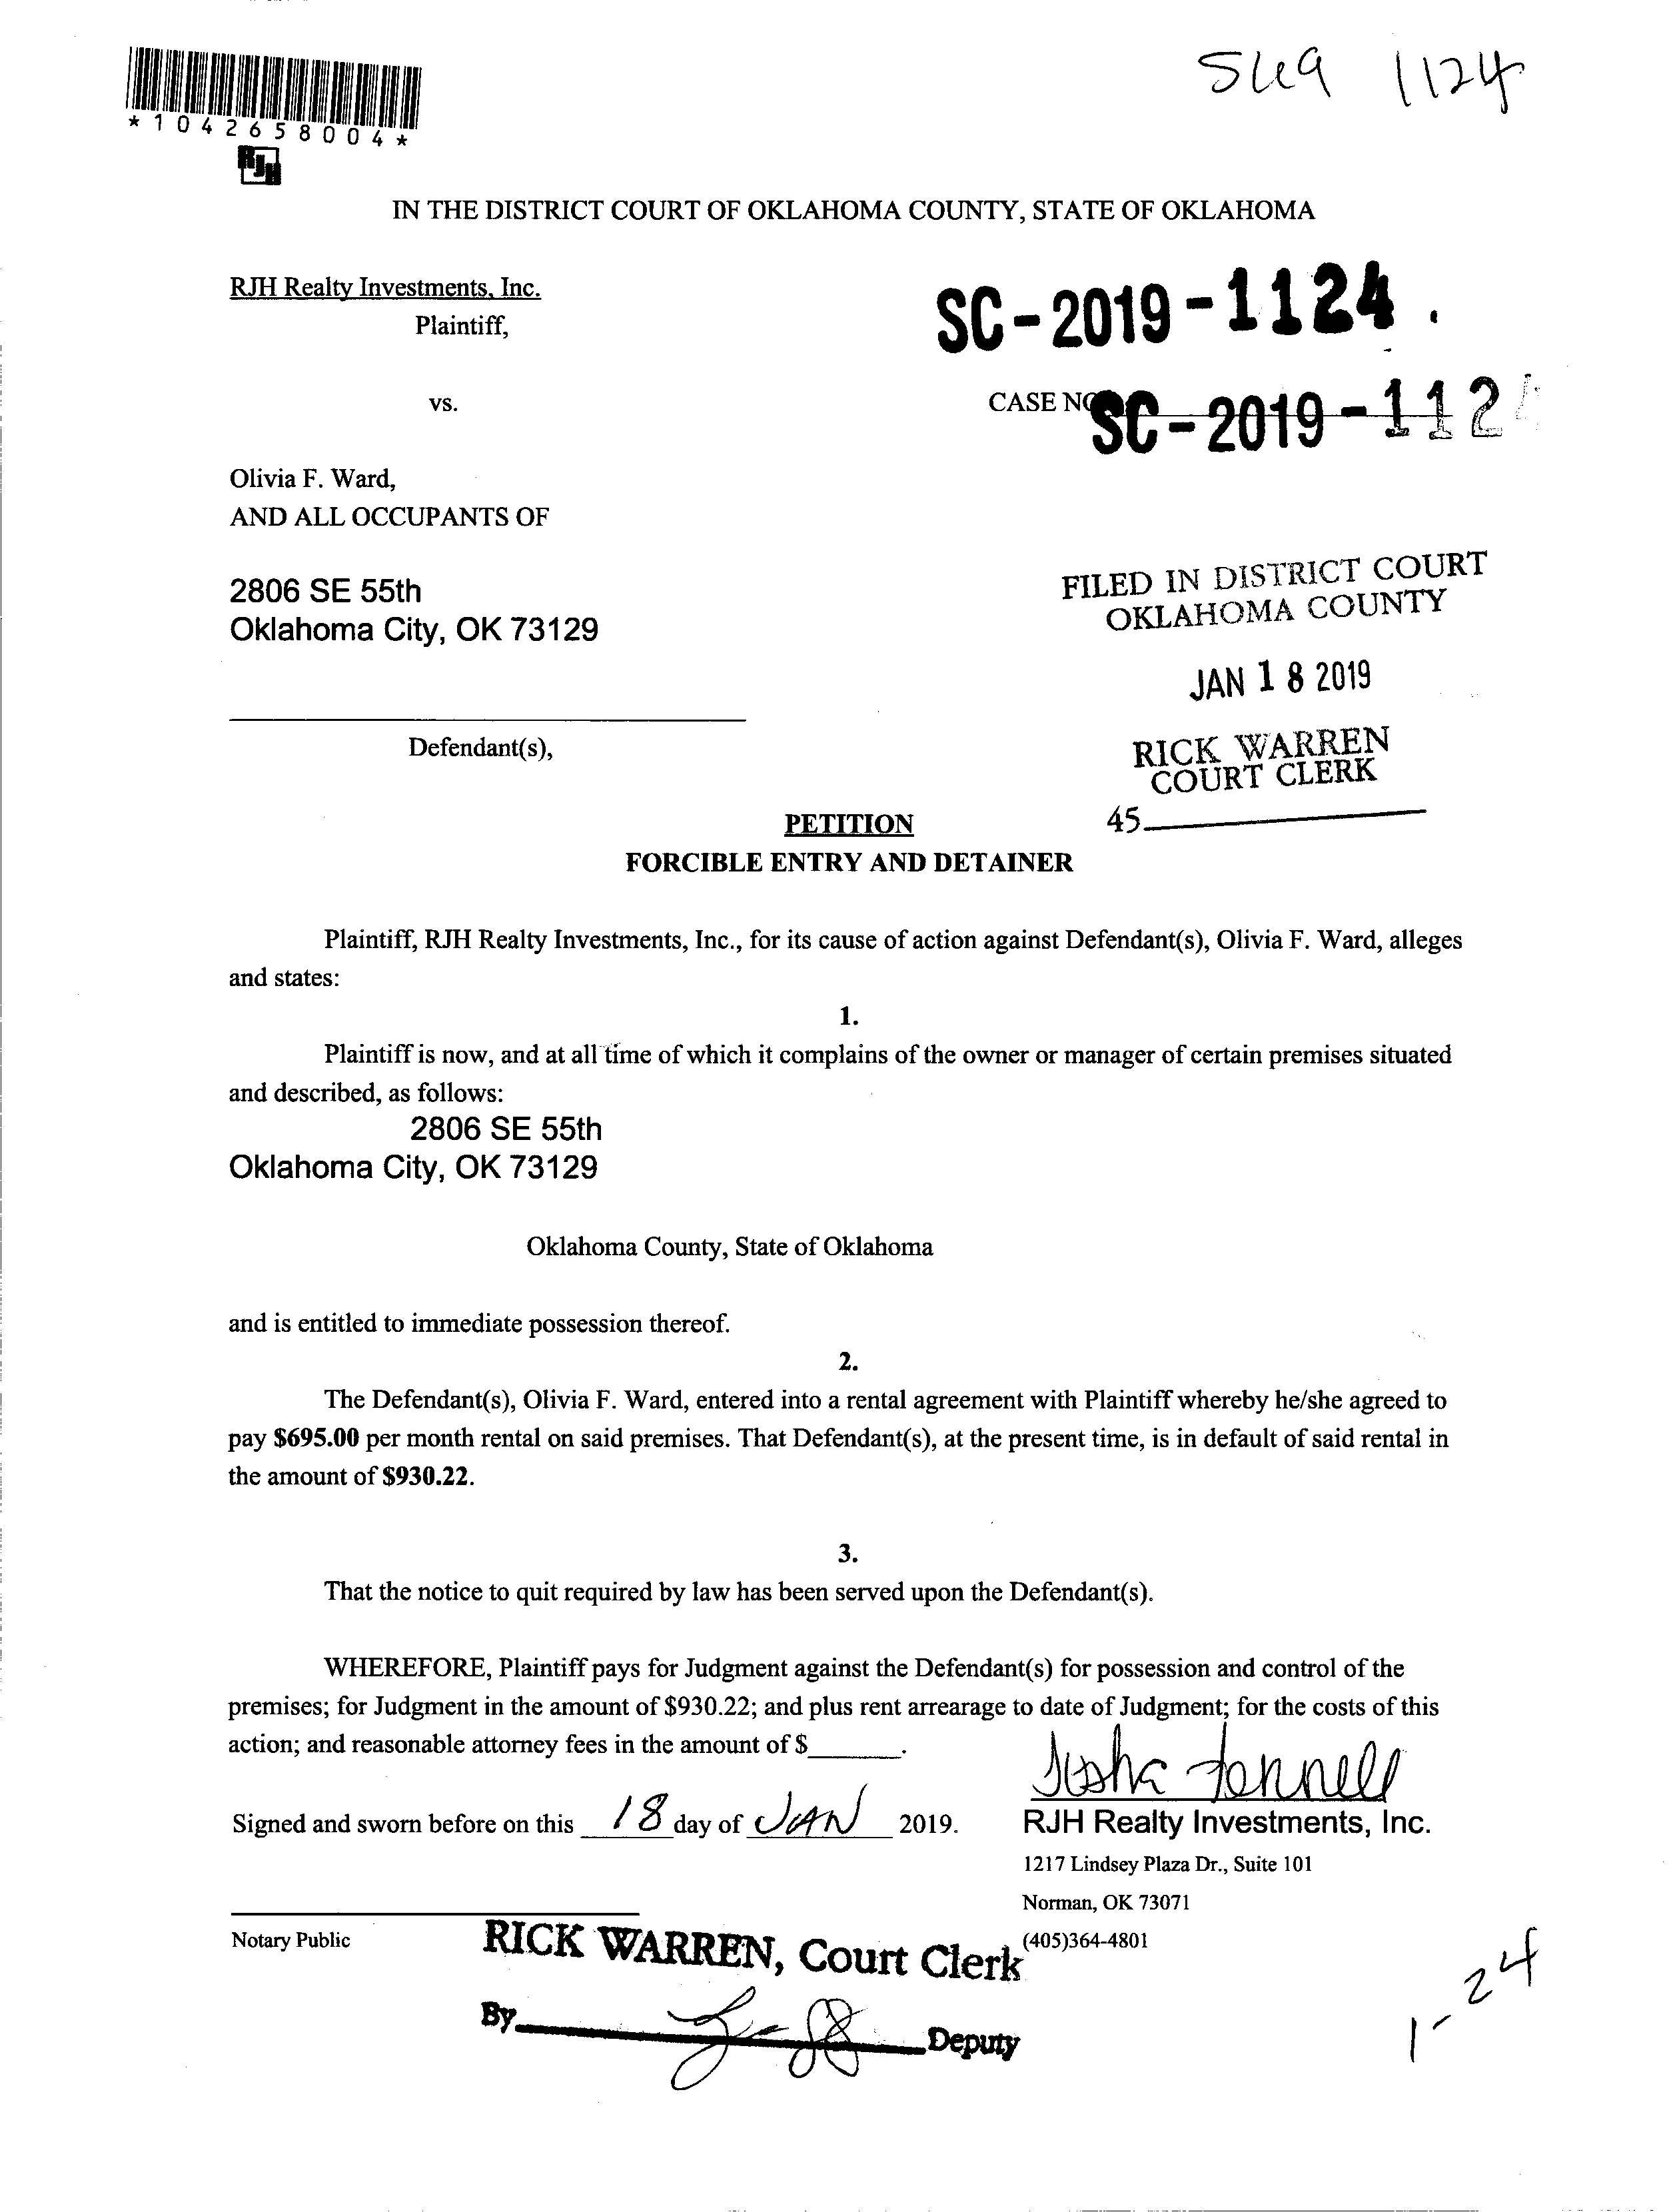 1124
*1042658004*
RJH
IN THE DISTRICT COURT OF OKLAHOMA COUNTY, STATE OF OKLAHOMA
RJH Realty Investments, Inc.
Plaintiff,
SC-2019-1124
vs.
CASE NO SC-2019-112
Olivia F. Ward,
AND ALL OCCUPANTS OF
2806 SE 55th
Oklahoma City, OK 73129
FILED IN DISTRICT COURT
OKLAHOMA COUNTY
JAN 18 2019
RICK WARREN
COURT CLERK
45
Defendant(s),
PETITION
FORCIBLE ENTRY AND DETAINER
Plaintiff, RJH Realty Investments, Inc., for its cause of action against Defendant(s), Olivia F. Ward, alleges
and states:
1.
Plaintiff is now, and at all time of which it complains of the owner or manager of certain premises situated
and described, as follows:
2806 SE 55th
Oklahoma City, OK 73129
Oklahoma County, State of Oklahoma
and is entitled to immediate possession thereof.
2.
The Defendant(s), Olivia F. Ward, entered into a rental agreement with Plaintiff whereby he/she agreed to
pay $695.00 per month rental on said premises. That Defendant(s), at the present time, is in default of said rental in
the amount of $930.22.
3.
That the notice to quit required by law has been served upon the Defendant(s).
WHEREFORE, Plaintiff pays for Judgment against the Defendant(s) for possession and control of the
premises; for Judgment in the amount of $930.22; and plus rent arrearage to date of Judgment; for the costs of this
action; and reasonable attorney fees in the amount of $______.
Signed and sworn before on this 18 day of JAN 2019.
RJH Realty Investments, Inc.
1217 Lindsey Plaza Dr., Suite 101
Norman, OK 73071
(405)364-4801
Notary Public
RICK WARREN, Court Clerk
By Deputy
1-24